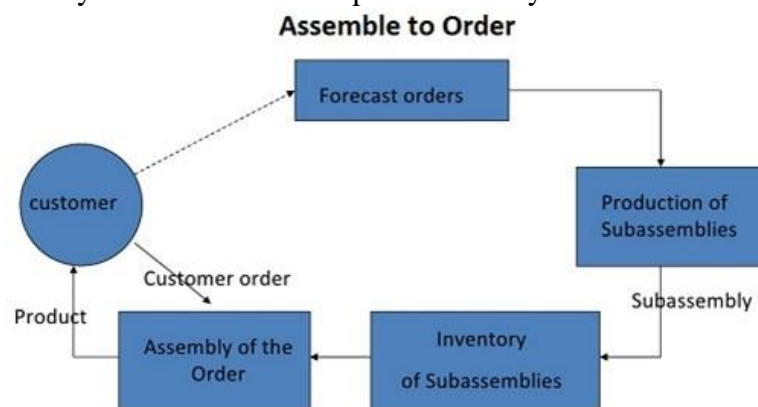 Assemble to Order
Forecast orders
customer
Production of
Subassemblies
Customer order
Subassembly
Product
Assembly of the
Order
Inventory
of Subassemblies